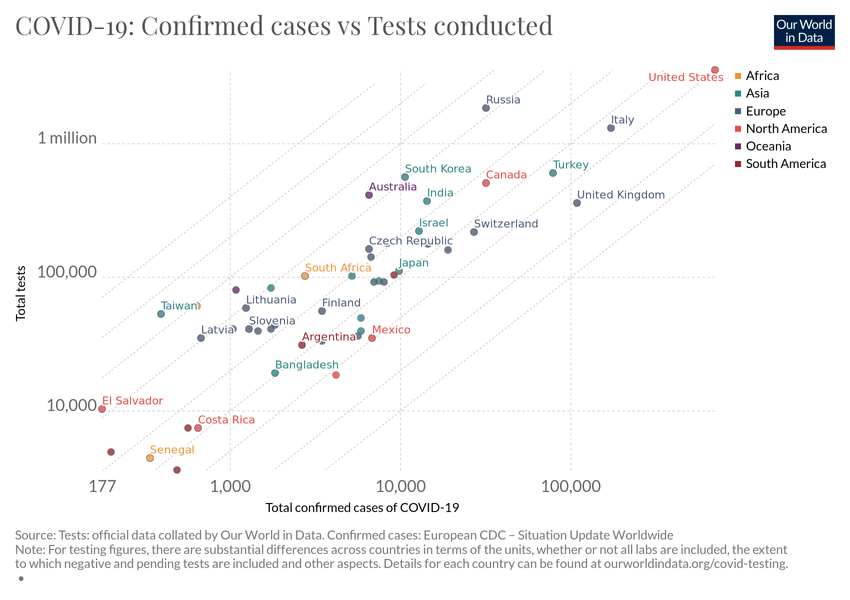 COVID-19: Confirmed cases vs Tests conducted
Our World
in Data
Africa
Asia
Europe
North America
Oceania
South America
United States
Russia
Italy
1 million
South Korea
Turkey
Canada
Australia
India
United Kingdom
Israel
Switzerland
Czech Republic
Japan
South Africa
100,000
Lithuania
Taiwan
Finland
Slovenia
Latvia
Mexico
Argentina
Bangladesh
El Salvador
10,000
Costa Rica
Senegal
Total tests
177
1,000
10,000
100,000
Total confirmed cases of COVID-19
Source: Tests: official data collated by Our World in Data. Confirmed cases: European CDC – Situation Update Worldwide
Note: For testing figures, there are substantial differences across countries in terms of the units, whether or not all labs are included, the extent
to which negative and pending tests are included and other aspects. Details for each country can be found at ourworldindata.org/covid-testing.